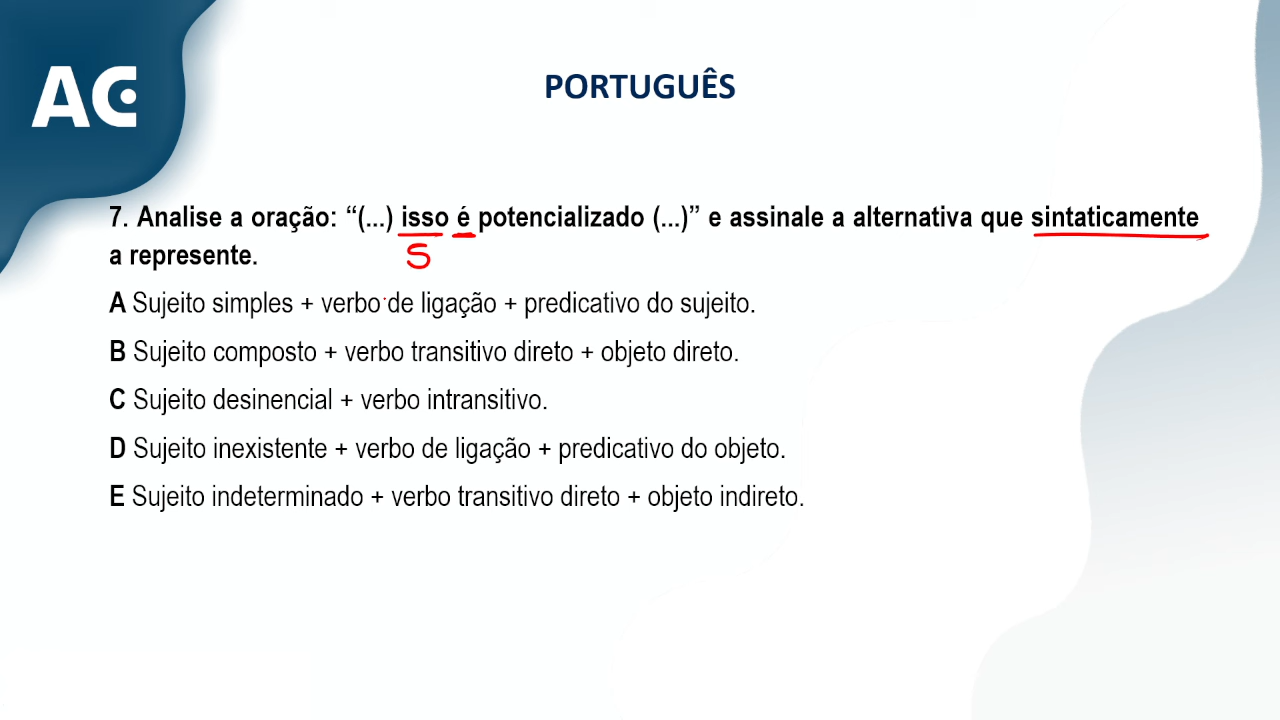 AC
PORTUGUÊS
7. Analise a oração: “(...) isso é potencializado (...)” e assinale a alternativa que sintaticamente
a represente.
S
A Sujeito simples + verbo de ligação + predicativo do sujeito.
B Sujeito composto + verbo transitivo direto + objeto direto.
C Sujeito desinencial + verbo intransitivo.
D Sujeito inexistente + verbo de ligação + predicativo do objeto.
E Sujeito indeterminado + verbo transitivo direto + objeto indireto.